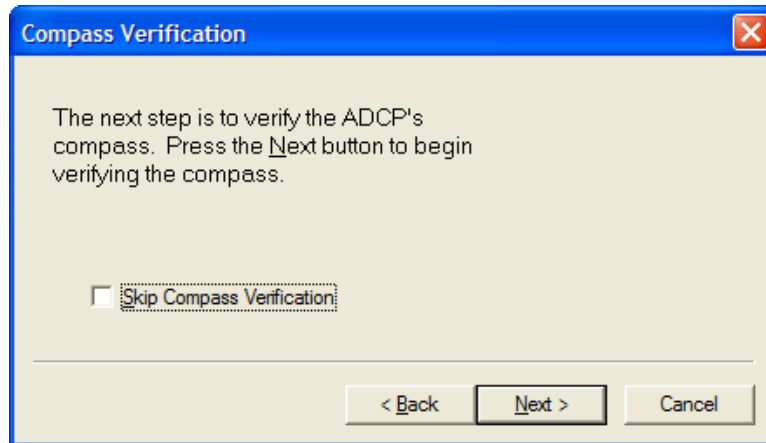 Compass Verification
The next step is to verify the ADCP's
compass. Press the Next button to begin
verifying the compass.
Skip Compass Verification
< Back Next > Cancel